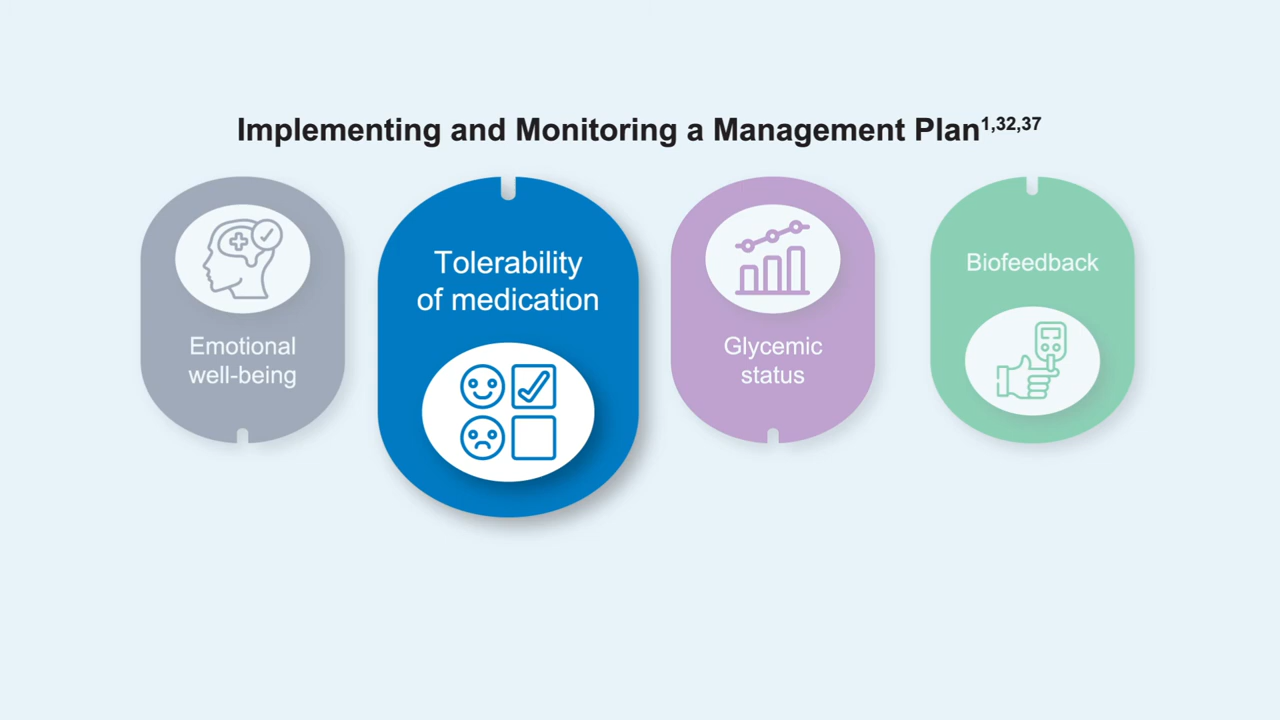 Implementing and Monitoring a Management Plan1,32,37
Emotional
well-being
Tolerability
of medication
Glycemic
status
Biofeedback